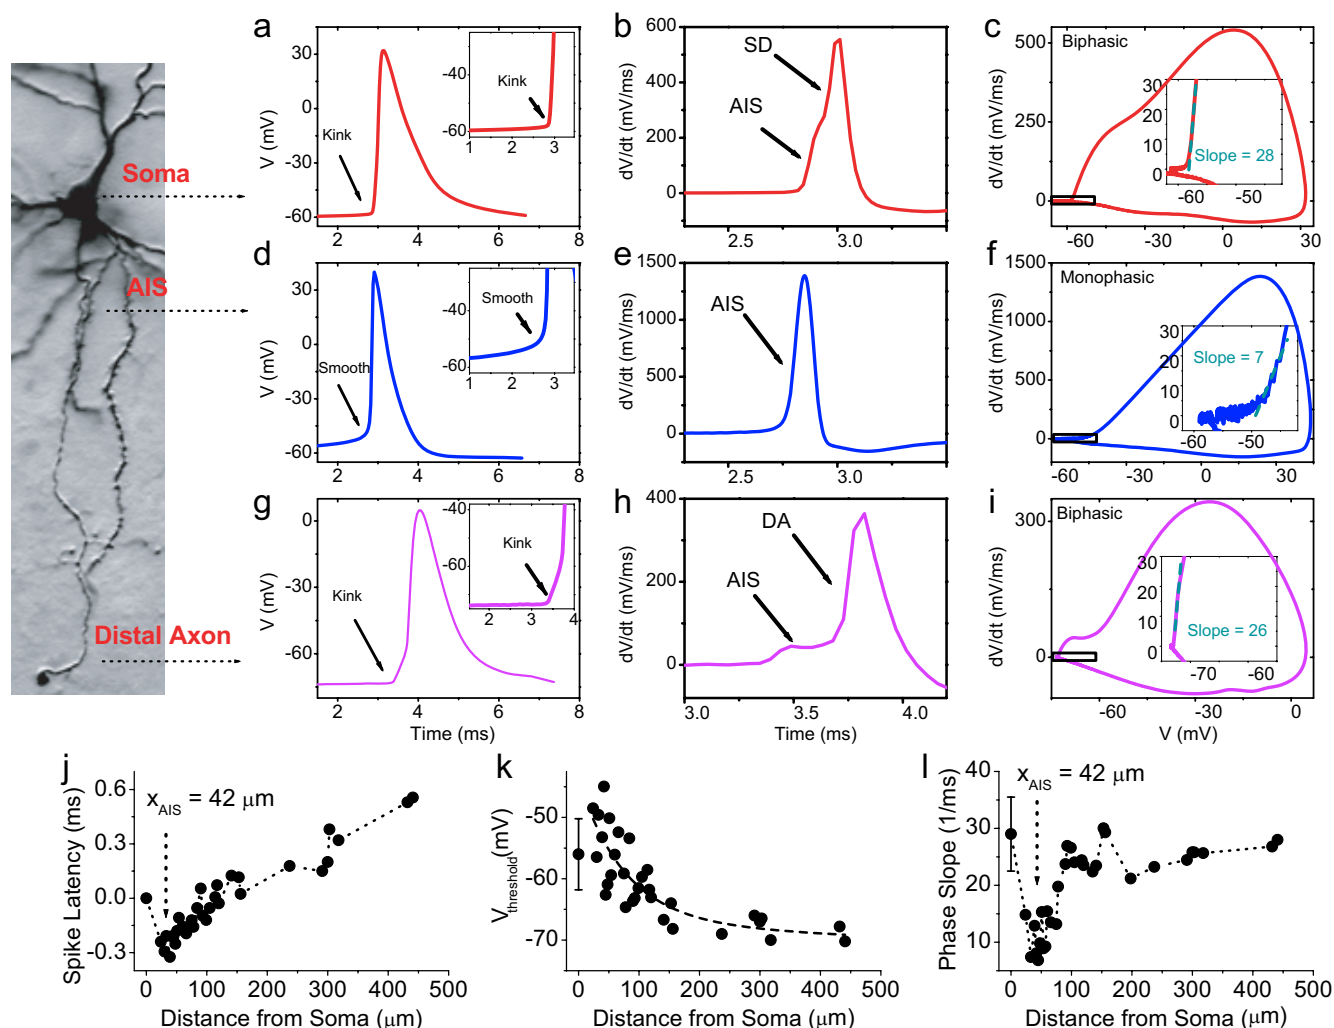 Soma
AIS
Distal Axon
a
V (mV)
30
0
-30
-60
2
4
6
8
Kink
-40
-60
1
2
3
Kink
b
dV/dt (mV/ms)
600
400
200
0
2.5
3.0
SD
AIS
c
dV/dt (mV/ms)
500
250
0
-60
-30
0
30
Biphasic
30
20
10
0
-60
-50
Slope = 28
d
V (mV)
30
0
-30
-60
2
4
6
8
Smooth
-40
-60
1
2
3
Smooth
e
dV/dt (mV/ms)
1500
1000
500
0
2.5
3.0
AIS
f
dV/dt (mV/ms)
1500
1000
500
0
-60
-30
0
30
Monophasic
30
20
10
0
-60
-50
Slope = 7
g
V (mV)
0
-30
-60
2
4
6
8
Time (ms)
Kink
-40
-60
2
3
4
Kink
h
dV/dt (mV/ms)
400
200
0
3.0
3.5
4.0
Time (ms)
DA
AIS
i
dV/dt (mV/ms)
300
0
-60
-30
0
V (mV)
Biphasic
30
20
10
0
-70
-60
Slope = 26
j
Spike Latency (ms)
0.6
0.3
0.0
-0.3
0
100
200
300
400
500
Distance from Soma (μm)
xAIS = 42 μm
k
Vthreshold(mV)
-50
-60
-70
0
100
200
300
400
500
Distance from Soma (μm)
l
Phase Slope (1/ms)
40
30
20
10
0
100
200
300
400
500
Distance from Soma (μm)
xAIS = 42 μm